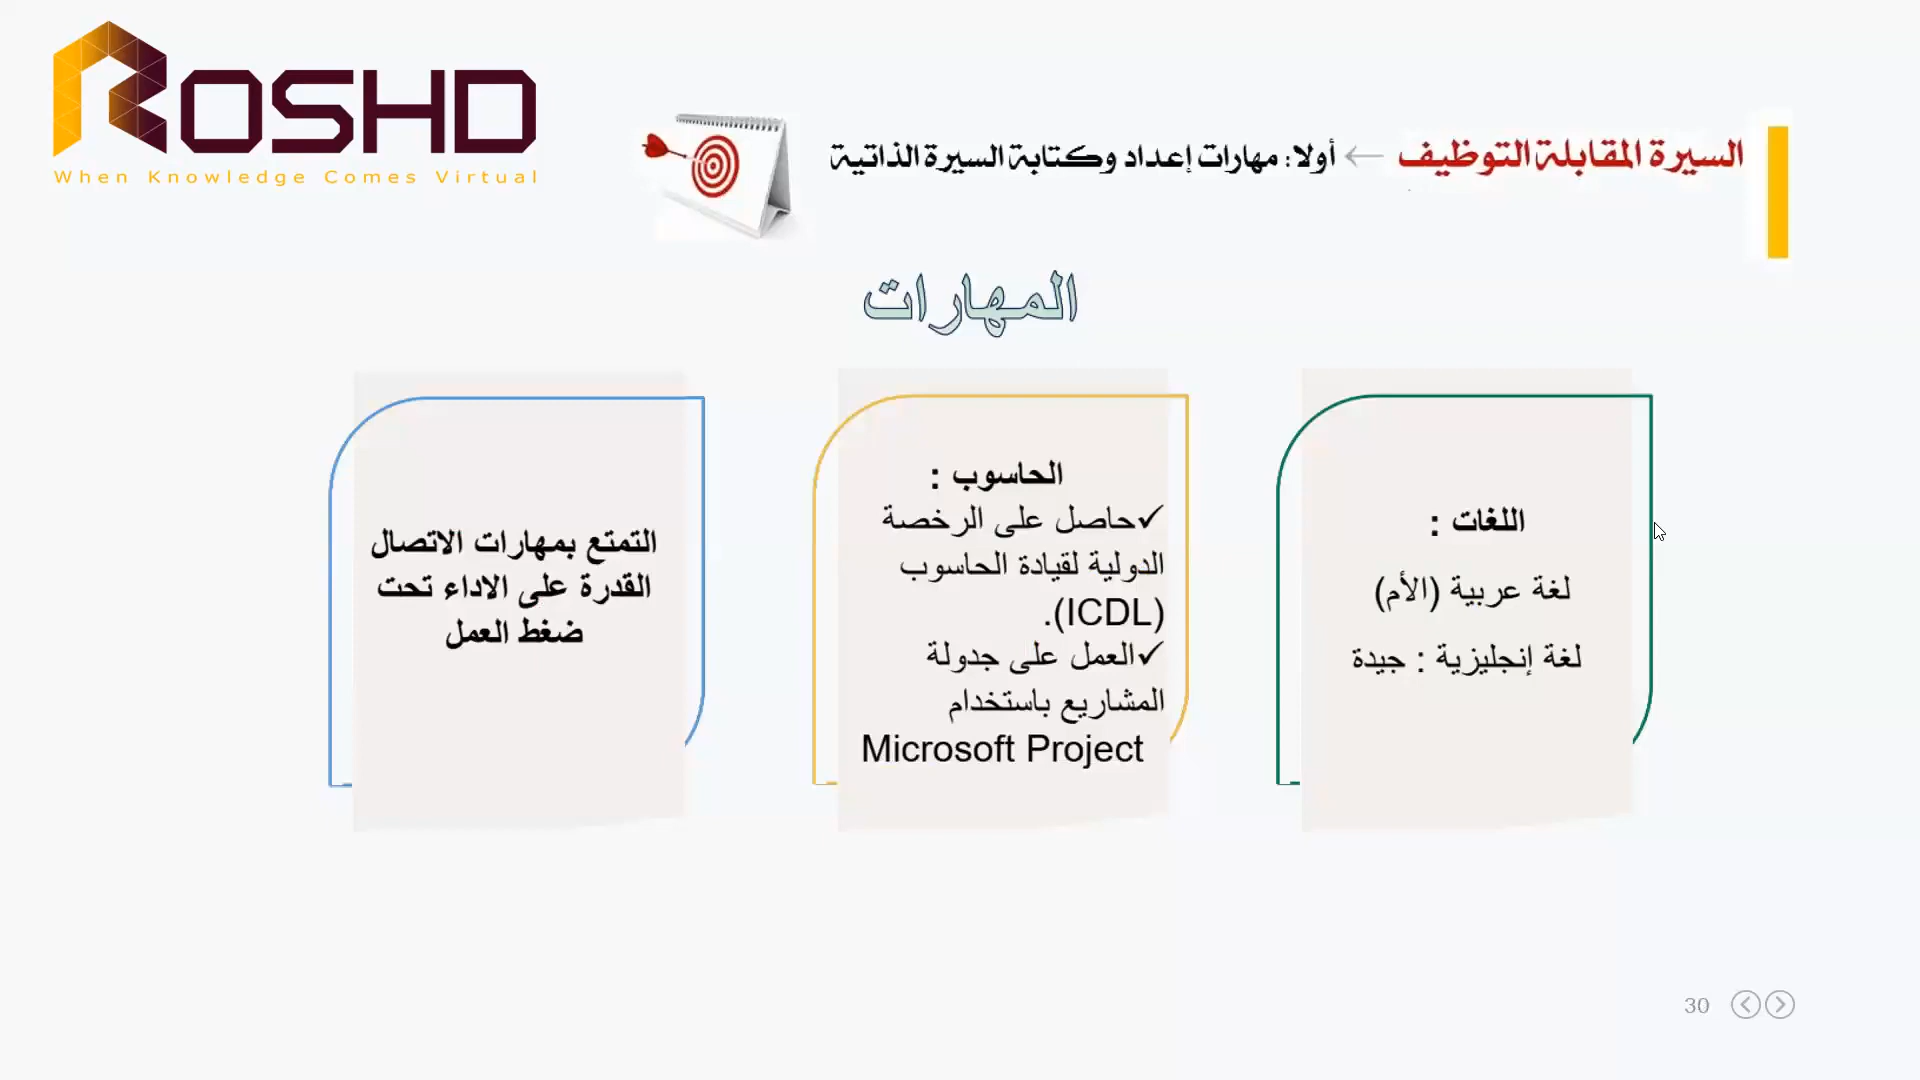 ROSHD
When Knowledge Comes Virtual
السيرة المقابلة التوظيف ← أولا: مهارات إعداد وكتابة السيرة الذاتية
المهارات
اللغات :
لغة عربية (الأم)
لغة إنجليزية : جيدة
الحاسوب :
✓حاصل على الرخصة
الدولية لقيادة الحاسوب
(ICDL).
✓العمل على جدولة
المشاريع باستخدام
Microsoft Project
التمتع بمهارات الاتصال
القدرة على الاداء تحت
ضغط العمل
30